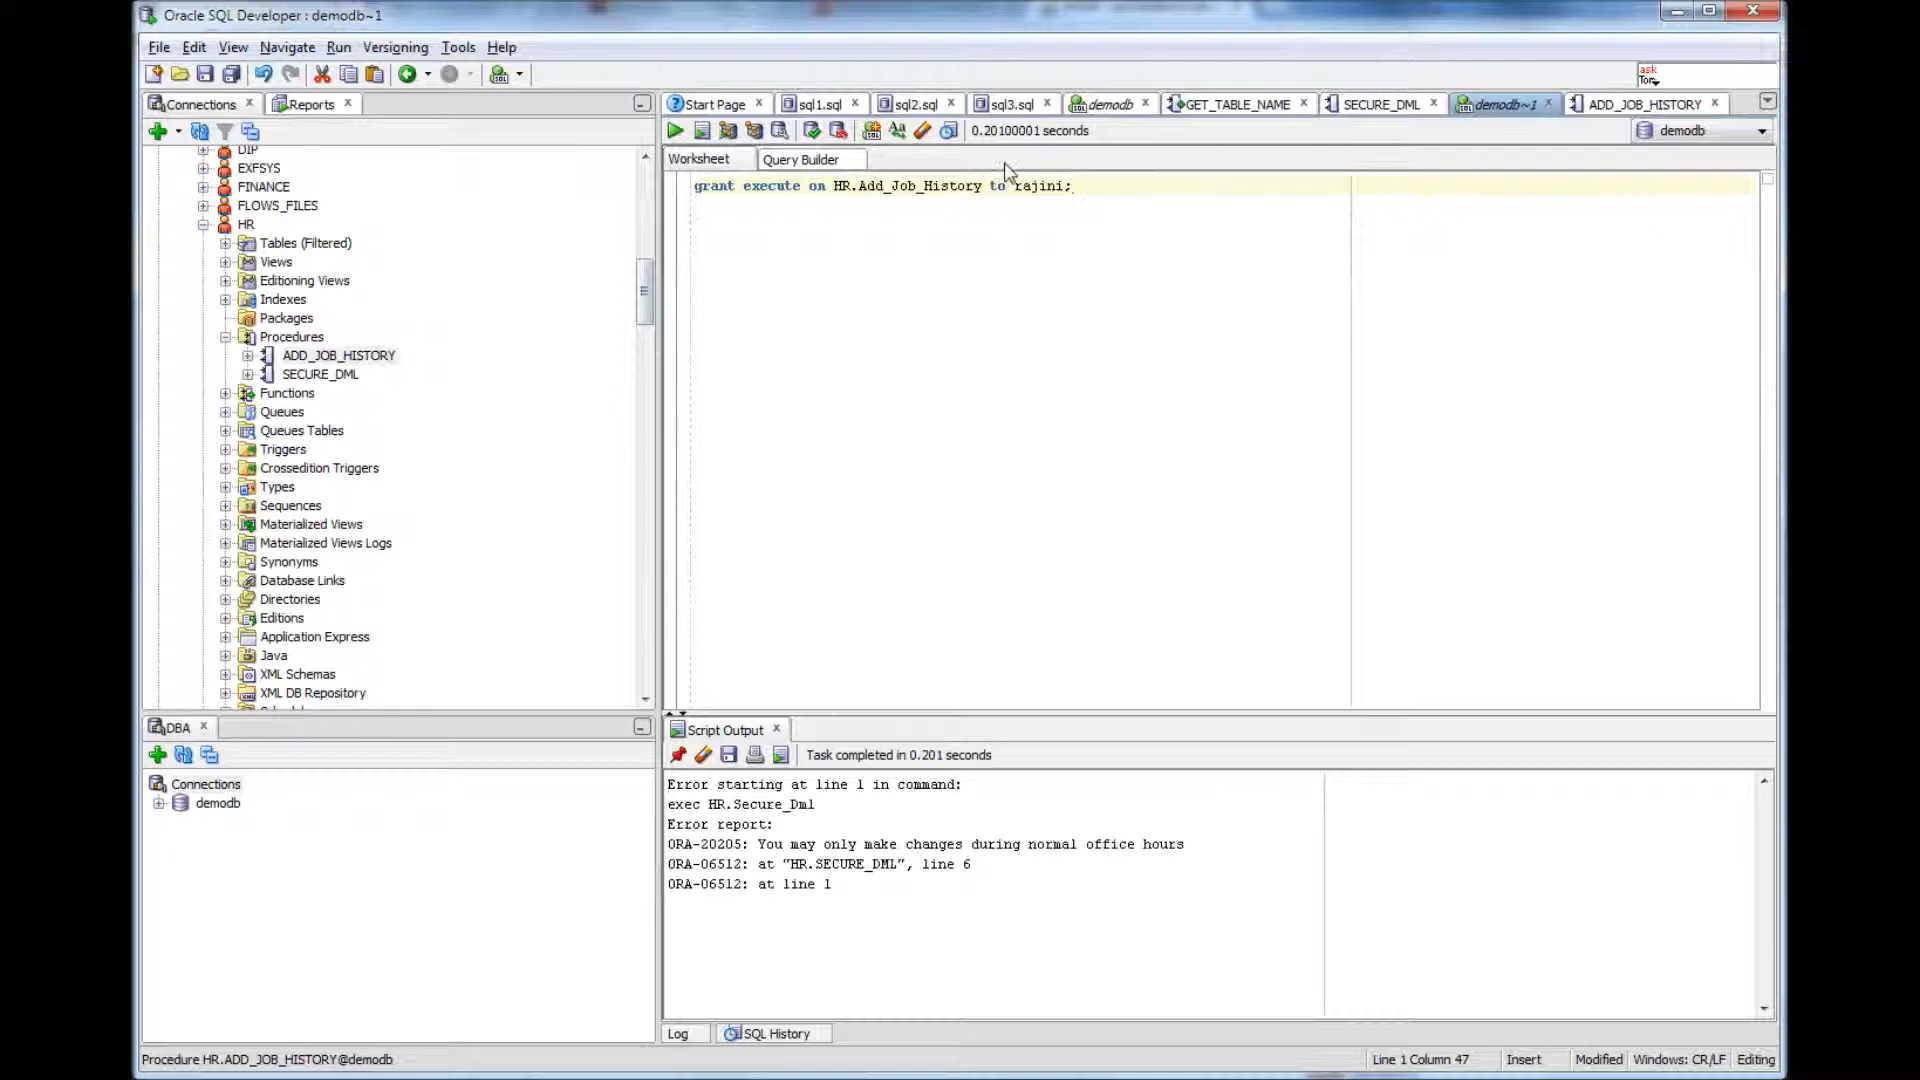 Oracle SQL Developer : demodb~1
File Edit View Navigate Run Versioning Tools Help
ask
Tom
Connections Reports
Start Page sql1.sql sql2.sql sql3.sql demodb GET_TABLE_NAME SECURE_DML demodb~1 ADD_JOB_HISTORY
0.20100001 seconds demodb
Worksheet Query Builder
grant execute on HR.Add_Job_History to rajini;
DIP
EXFSYS
FINANCE
FLOWS_FILES
HR
Tables (Filtered)
Views
Editioning Views
Indexes
Packages
Procedures
ADD_JOB_HISTORY
SECURE_DML
Functions
Queues
Queues Tables
Triggers
Crossedition Triggers
Types
Sequences
Materialized Views
Materialized Views Logs
Synonyms
Database Links
Directories
Editions
Application Express
Java
XML Schemas
XML DB Repository
DBA
Connections
demodb
Script Output
Task completed in 0.201 seconds
Error starting at line 1 in command:
exec HR.Secure_Dml
Error report:
ORA-20205: You may only make changes during normal office hours
ORA-06512: at "HR.SECURE_DML", line 6
ORA-06512: at line 1
Log SQL History
Procedure HR.ADD_JOB_HISTORY@demodb
Line 1 Column 47 Insert Modified Windows: CR/LF Editing